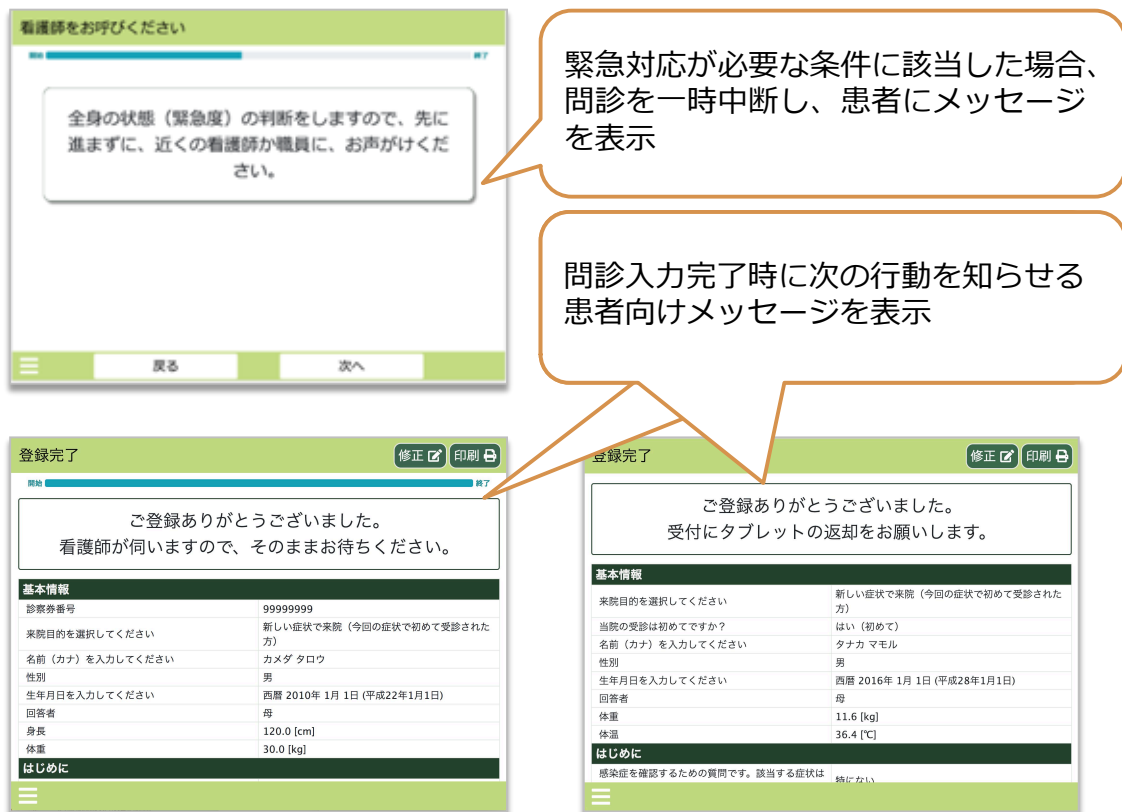 看護師をお呼びください
開始
終了
全身の状態（緊急度）の判断をしますので、先に
進まずに、近くの看護師か職員に、お声がけくだ
さい。
戻る
次へ
緊急対応が必要な条件に該当した場合、
問診を一時中断し、患者にメッセージ
を表示
問診入力完了時に次の行動を知らせる
患者向けメッセージを表示
登録完了
修正
印刷
開始
終了
ご登録ありがとうございました。
看護師が伺いますので、そのままお待ちください。
基本情報
診察券番号 99999999
来院目的を選択してください 新しい症状で来院（今回の症状で初めて受診された
方）
名前（カナ）を入力してください カメダ タロウ
性別 男
生年月日を入力してください 西暦 2010年 1月 1日 (平成22年1月1日)
回答者 母
身長 120.0 [cm]
体重 30.0 [kg]
はじめに
登録完了
修正
印刷
ご登録ありがとうございました。
受付にタブレットの返却をお願いします。
基本情報
来院目的を選択してください 新しい症状で来院（今回の症状で初めて受診された
方）
当院の受診は初めてですか？ はい（初めて）
名前（カナ）を入力してください タナカ マモル
性別 男
生年月日を入力してください 西暦 2016年 1月 1日 (平成28年1月1日)
回答者 母
体重 11.6 [kg]
体温 36.4 [℃]
はじめに
感染症を確認するための質問です。該当する症状は
特にない